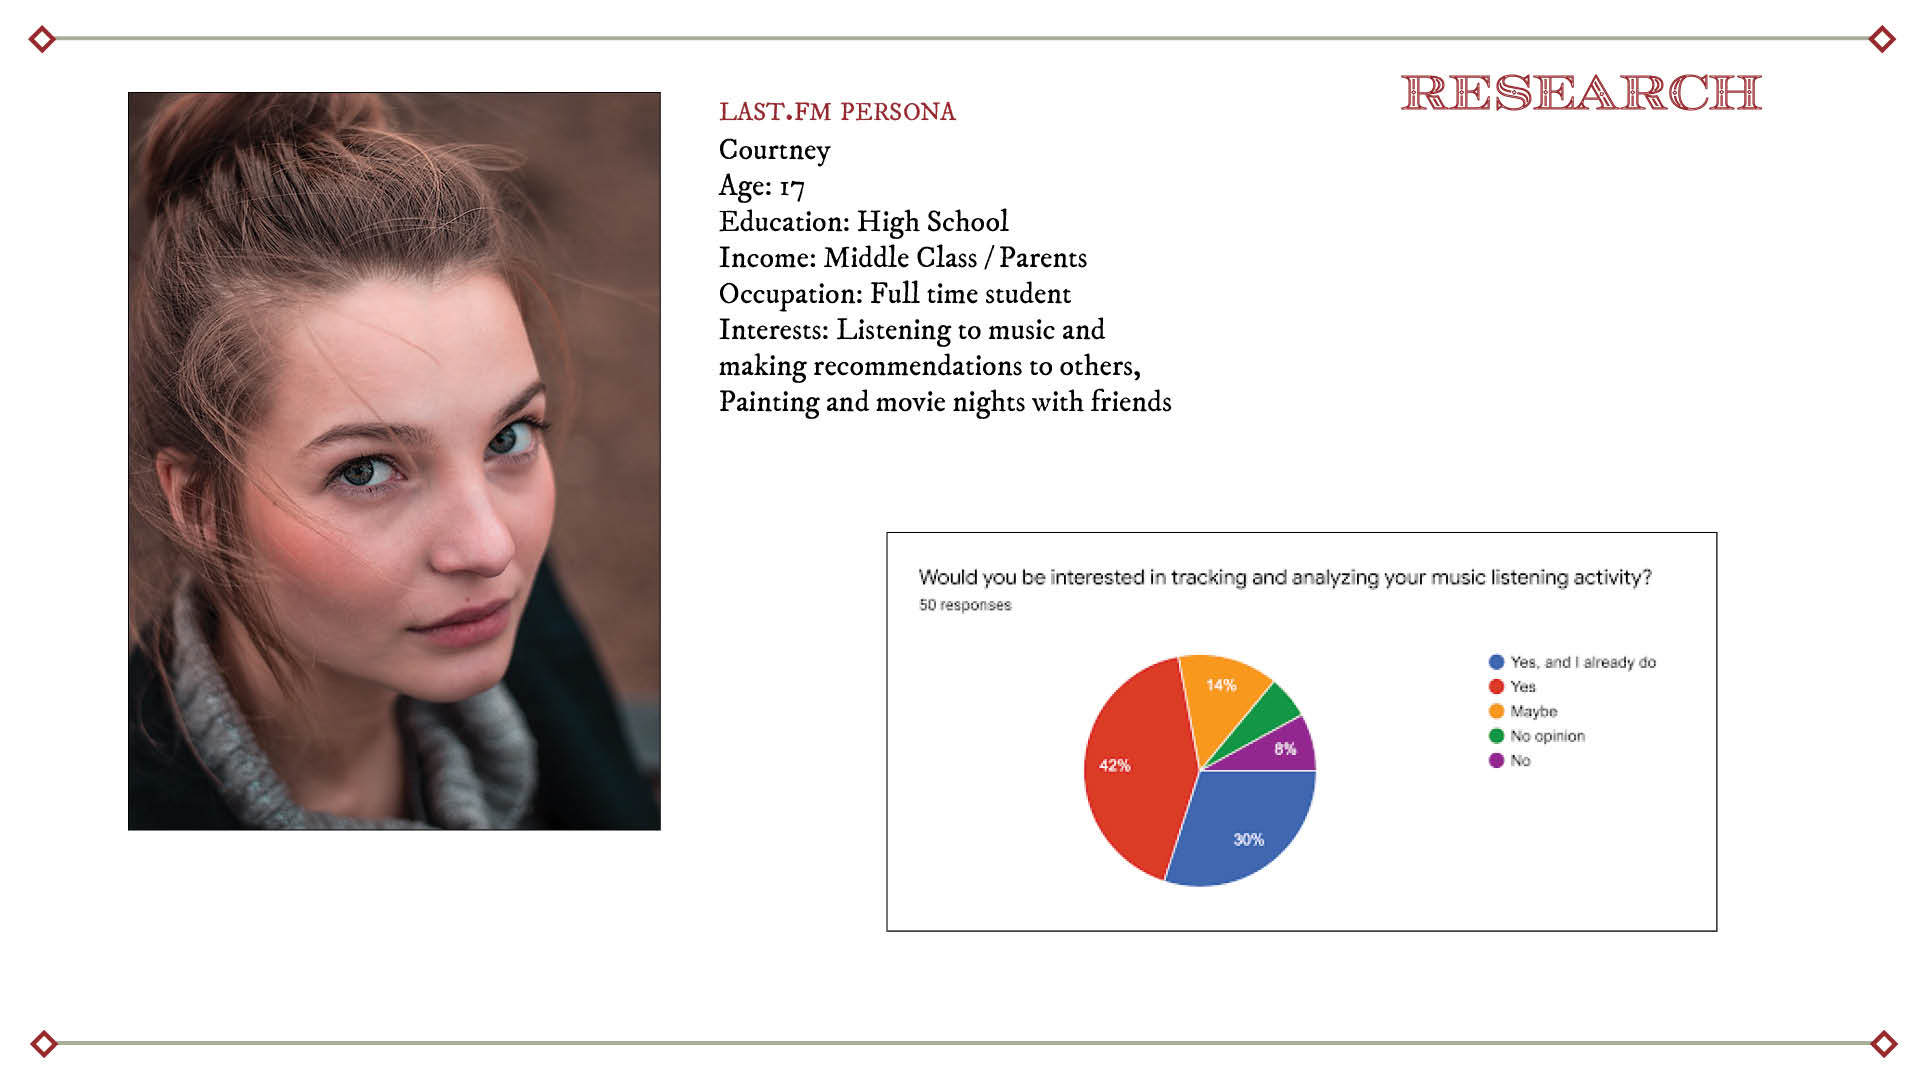 RESEARCH
LAST.FM PERSONA
Courtney
Age: 17
Education: High School
Income: Middle Class / Parents
Occupation: Full time student
Interests: Listening to music and
making recommendations to others,
Painting and movie nights with friends
Would you be interested in tracking and analyzing your music listening activity?
50 responses
14%
8%
42%
30%
Yes, and I already do
Yes
Maybe
No opinion
No